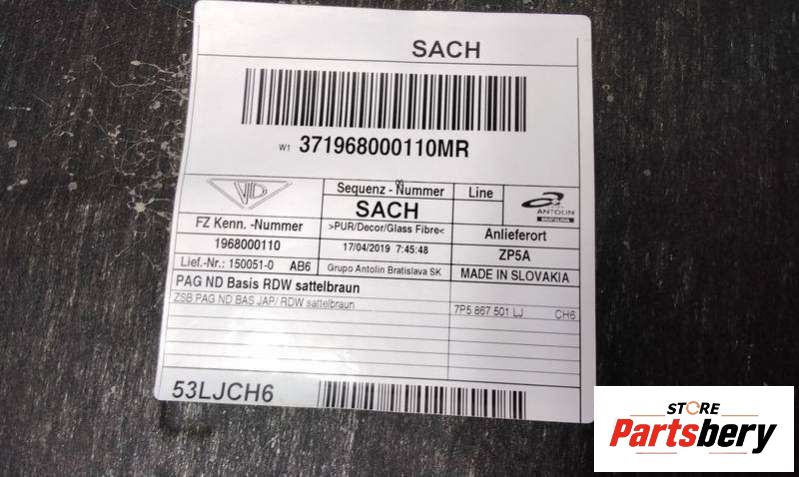 SACH
W1 371968000110MR
Sequenz - Nummer
Line
SACH
ANTOLIN
BRATISLAVA
FZ Kenn. -Nummer
>PUR/Decor/Glass Fibre<
Anlieferort
1968000110
17/04/2019 7:45:48
ZP5A
Lief.-Nr.: 150051-0 AB6
Grupo Antolin Bratislava SK
MADE IN SLOVAKIA
PAG ND Basis RDW sattelbraun
ZSB PAG ND BAS JAP/ RDW sattelbraun
7P5 867 501 LJ CH6
53LJCH6
STORE
Partsbery